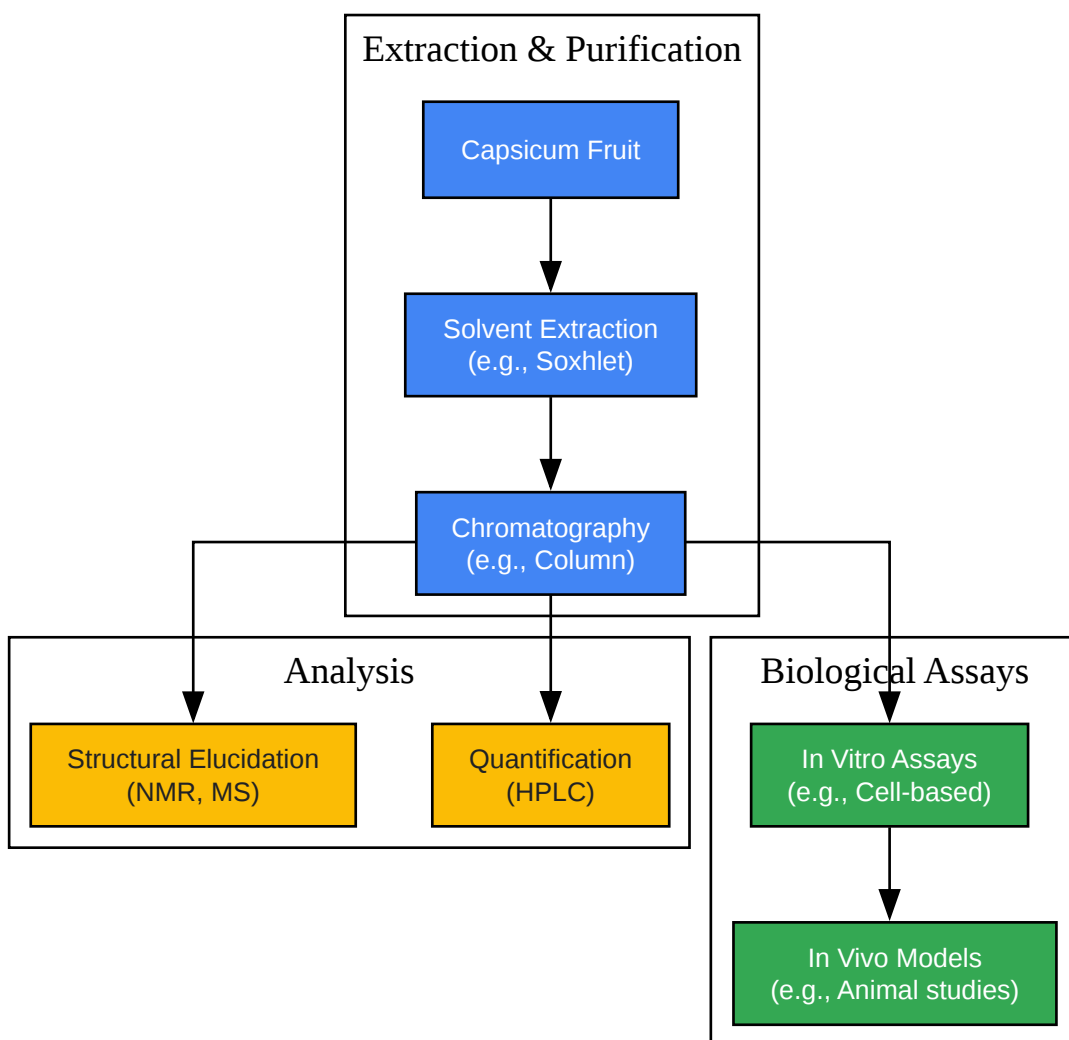 Extraction & Purification
Capsicum Fruit
Solvent Extraction
(e.g., Soxhlet)
Chromatography
(e.g., Column)
Analysis
Structural Elucidation
(NMR, MS)
Quantification
(HPLC)
Biological Assays
In Vitro Assays
(e.g., Cell-based)
In Vivo Models
(e.g., Animal studies)